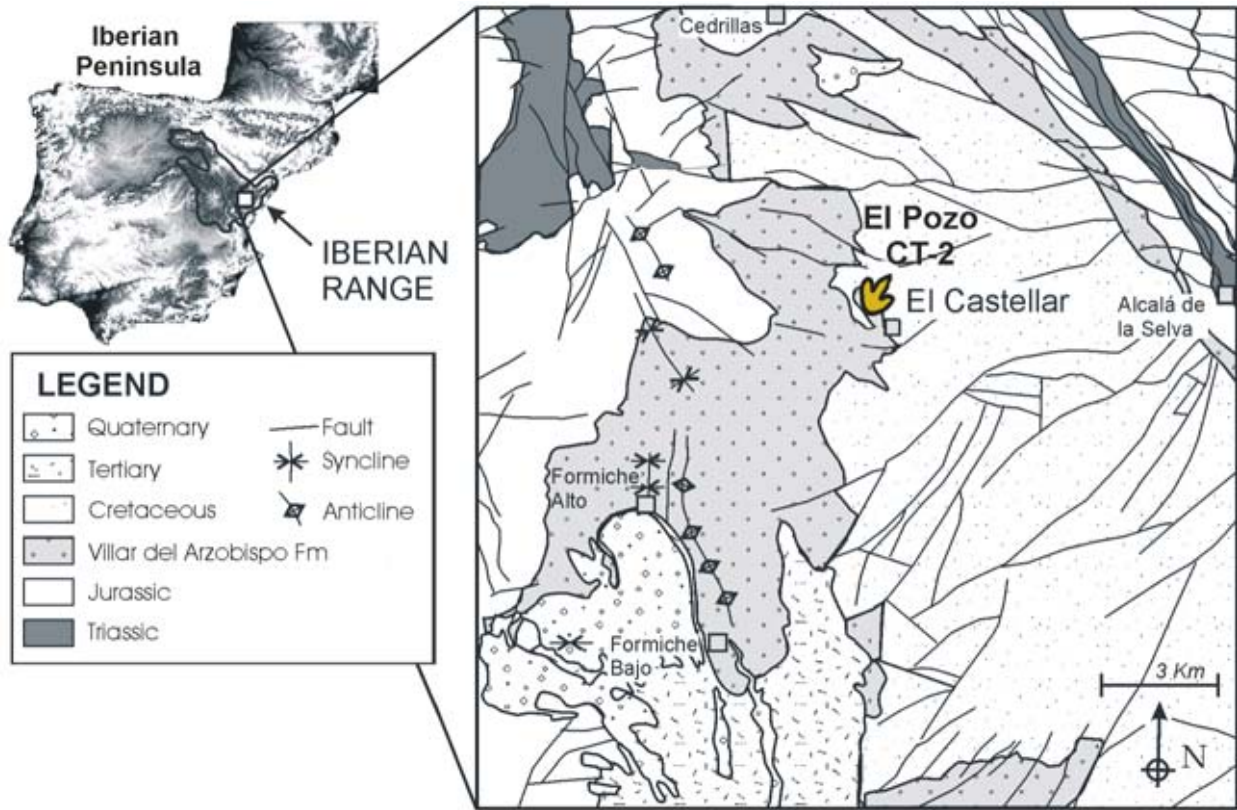 Iberian
Peninsula
IBERIAN
RANGE
LEGEND
Quaternary
Tertiary
Cretaceous
Villar del Arzobispo Fm
Jurassic
Triassic
Fault
Syncline
Anticline
Cedrillas
El Pozo
CT-2
El Castellar
Alcalá de
la Selva
Formiche
Alto
Formiche
Bajo
3 Km
N